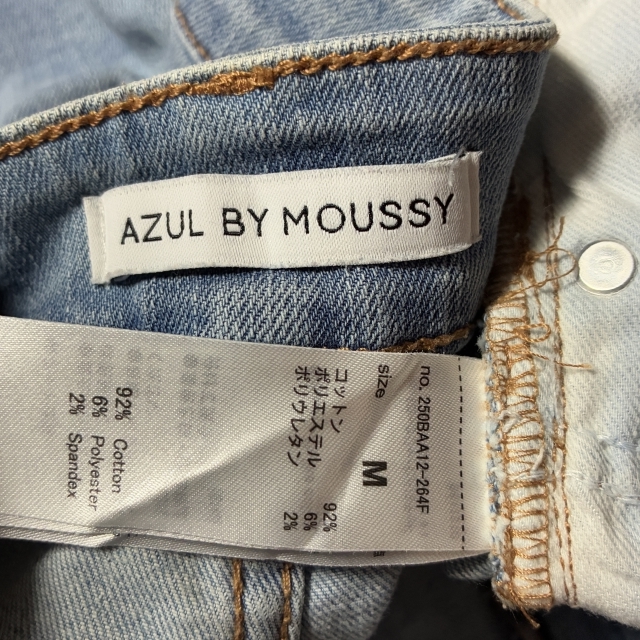 AZUL BY MOUSSY
no. 250BAA12-264F
size M
コットン 92%
ポリエステル 6%
ポリウレタン 2%
92% Cotton
6% Polyester
2% Spandex